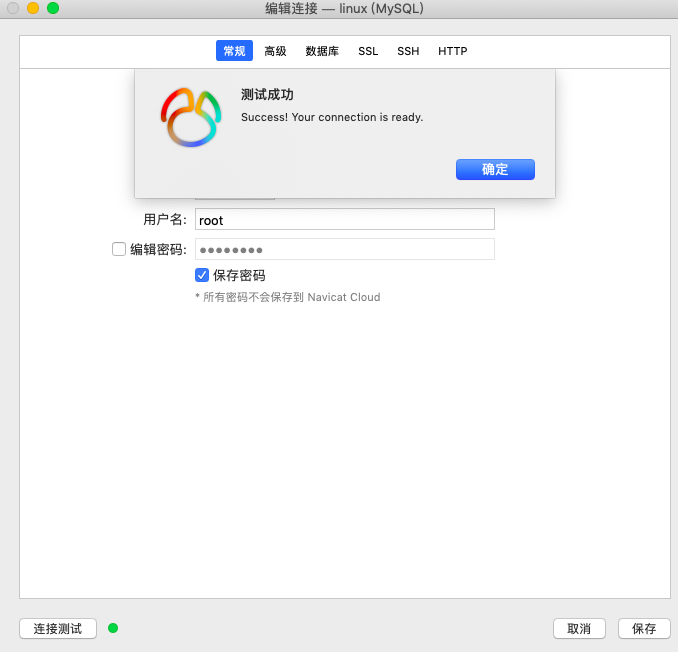 编辑连接 — linux (MySQL)
常规 高级 数据库 SSL SSH HTTP
测试成功
Success! Your connection is ready.
确定
用户名: root
编辑密码: ●●●●●●●●
保存密码
* 所有密码不会保存到 Navicat Cloud
连接测试 取消 保存